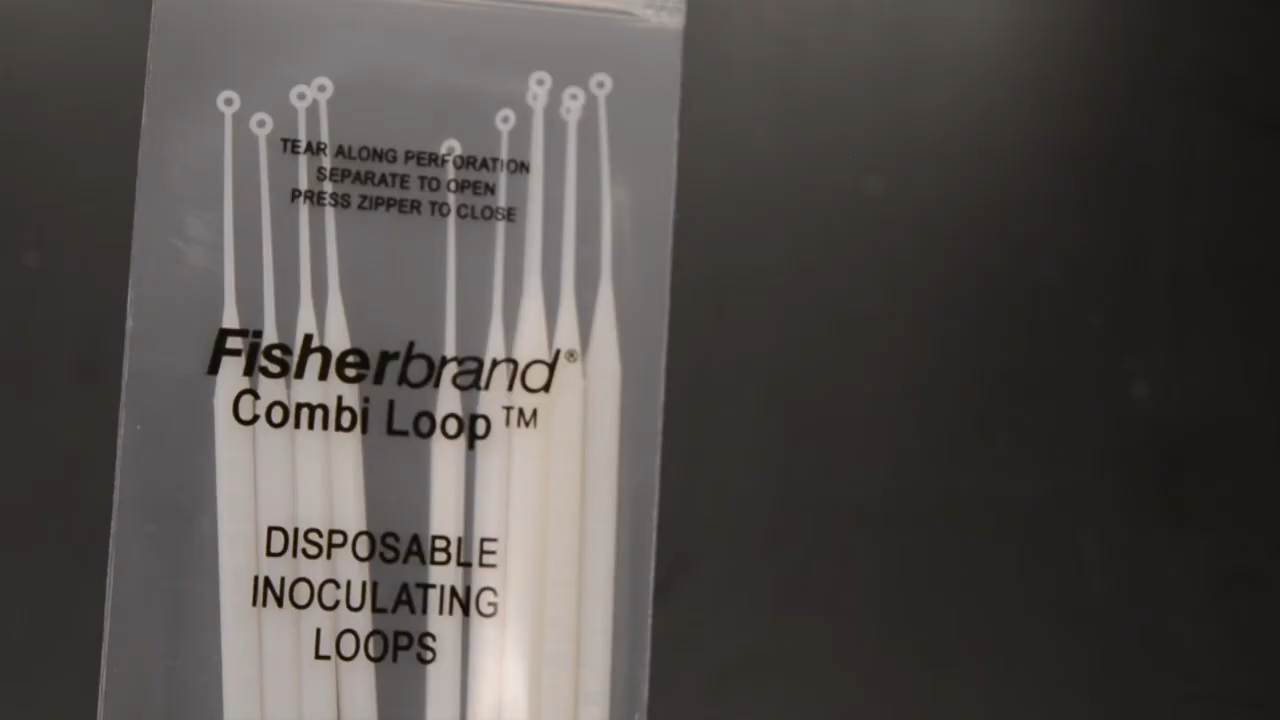 TEAR ALONG PERFORATION
SEPARATE TO OPEN
PRESS ZIPPER TO CLOSE
Fisherbrand®
Combi Loop™
DISPOSABLE
INOCULATING
LOOPS